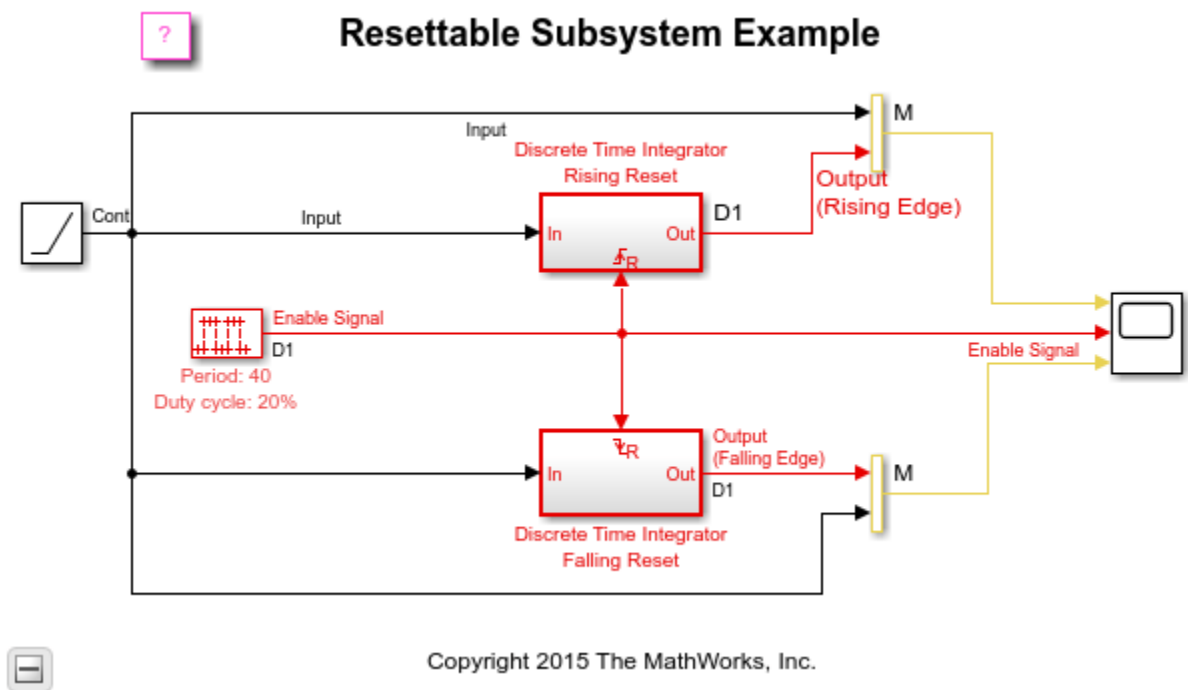 ?
Resettable Subsystem Example
M
Input
Discrete Time Integrator
Rising Reset
Output
(Rising Edge)
Cont
Input
In
Out
D1
R
Enable Signal
D1
Period: 40
Duty cycle: 20%
Enable Signal
R
In
Out
Output
(Falling Edge)
D1
M
Discrete Time Integrator
Falling Reset
Copyright 2015 The MathWorks, Inc.